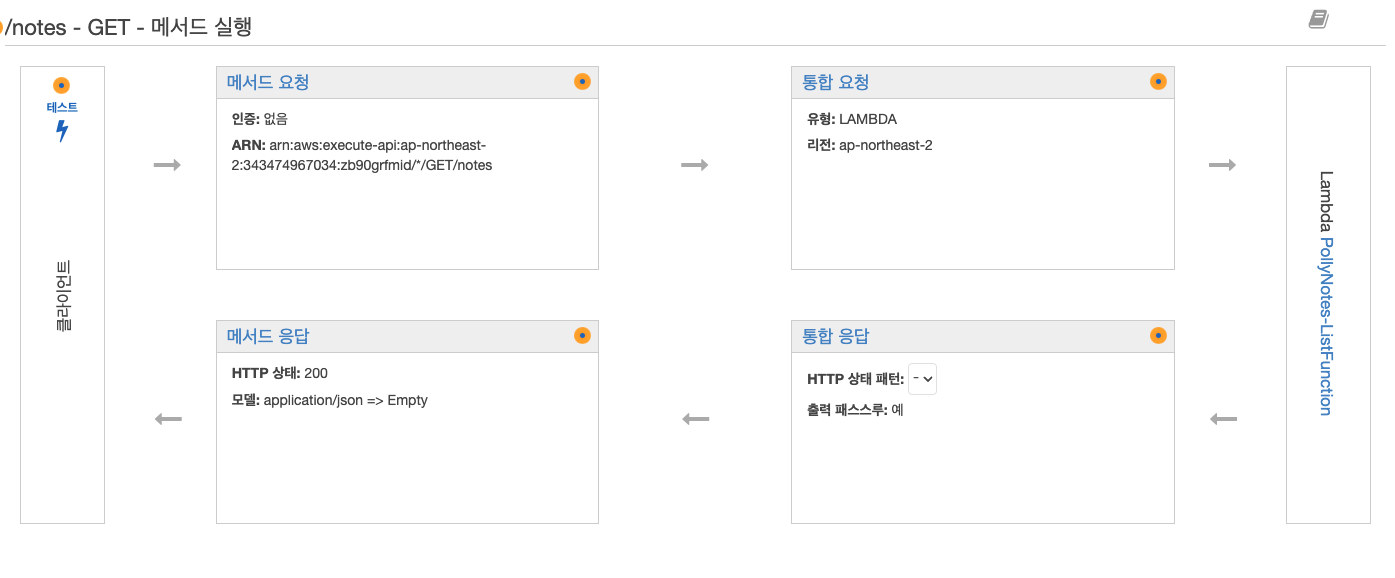 /notes - GET - 메서드 실행
테스트
클라이언트
메서드 요청
인증: 없음
ARN: arn:aws:execute-api:ap-northeast-
2:343474967034:zb90grfmid/*/GET/notes
통합 요청
유형: LAMBDA
리전: ap-northeast-2
Lambda PollyNotes-ListFunction
메서드 응답
HTTP 상태: 200
모델: application/json => Empty
통합 응답
HTTP 상태 패턴: -
출력 패스스루: 예